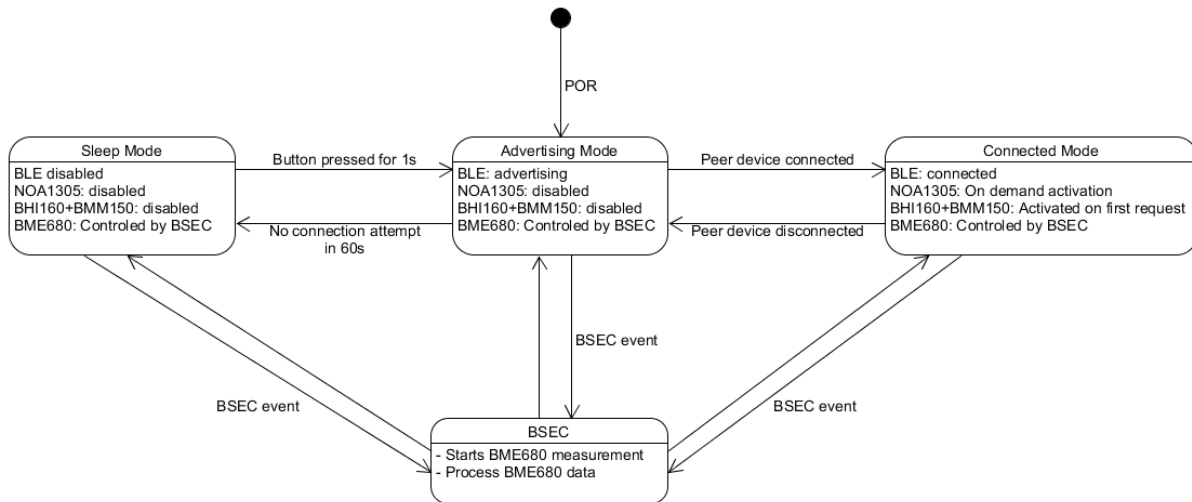 POR
Sleep Mode
BLE disabled
NOA1305: disabled
BHI160+BMM150: disabled
BME680: Controled by BSEC
Button pressed for 1s
No connection attempt
in 60s
Advertising Mode
BLE: advertising
NOA1305: disabled
BHI160+BMM150: disabled
BME680: Controled by BSEC
Peer device connected
Peer device disconnected
Connected Mode
BLE: connected
NOA1305: On demand activation
BHI160+BMM150: Activated on first request
BME680: Controled by BSEC
BSEC event
BSEC event
BSEC event
BSEC
- Starts BME680 measurement
- Process BME680 data